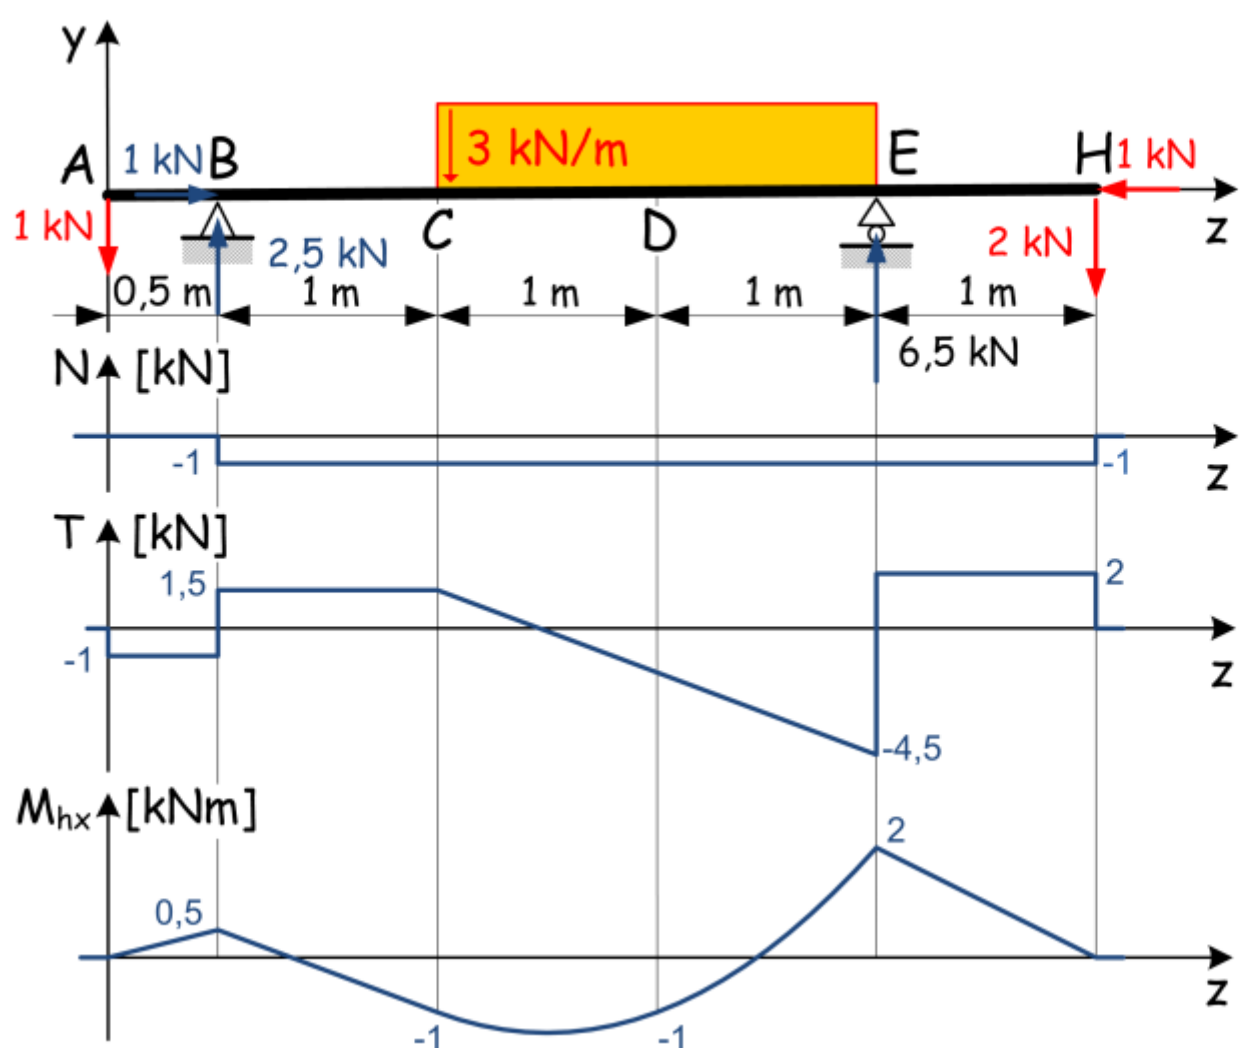 y
A 1 kN B 3 kN/m E H 1 kN
1 kN 2,5 kN C D 2 kN z
0,5 m 1 m 1 m 1 m 1 m
6,5 kN
N [kN]
-1 -1
z
T [kN]
1,5 2
-1
z
-4,5
Mhx [kNm]
2
0,5
z
-1 -1